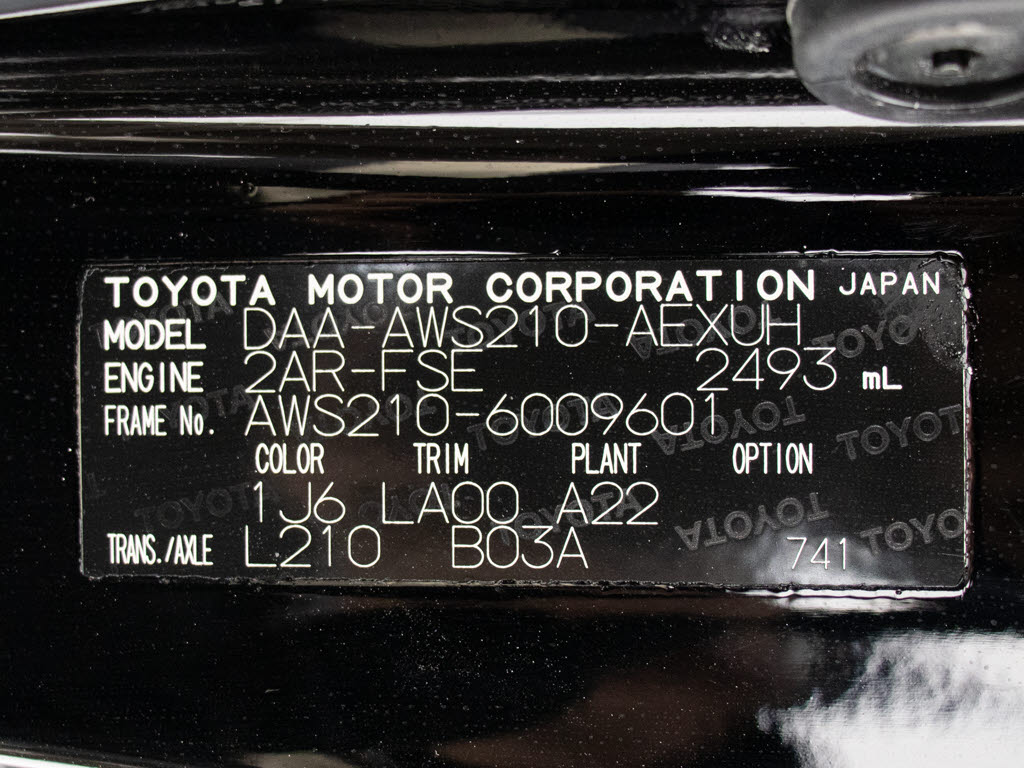 TOYOTA MOTOR CORPORATION JAPAN
MODEL DAA-AWS210-AEXUH
ENGINE 2AR-FSE 2493 mL
FRAME No. AWS210-6009601
COLOR TRIM PLANT OPTION
1J6 LA00 A22
TRANS./AXLE L210 B03A 741